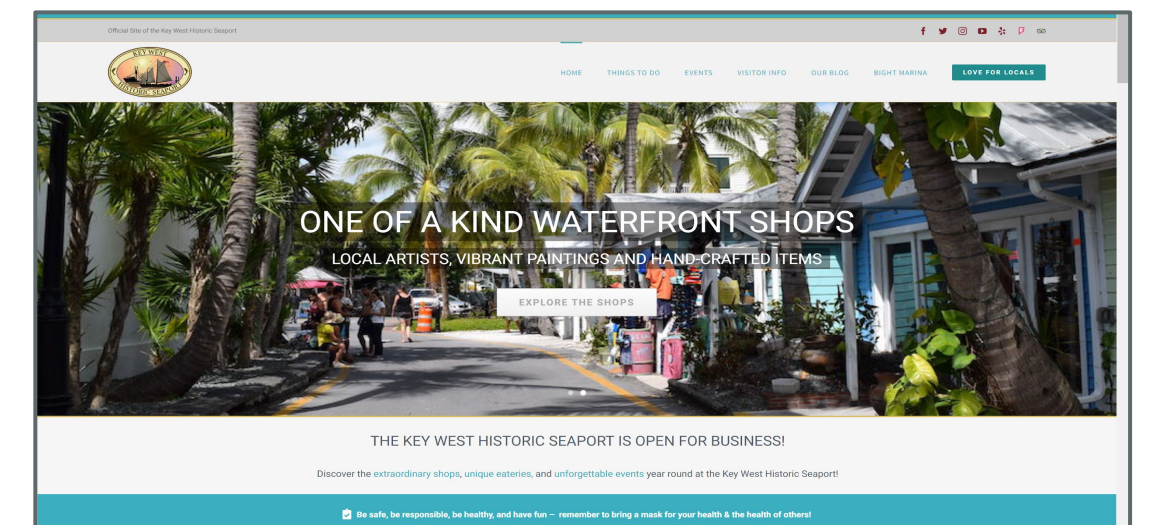 Official Site of the Key West Historic Seaport
KEY WEST
HISTORIC SEAPORT
HOME THINGS TO DO EVENTS VISITOR INFO OUR BLOG BIGHT MARINA LOVE FOR LOCALS
ONE OF A KIND WATERFRONT SHOPS
LOCAL ARTISTS, VIBRANT PAINTINGS AND HAND-CRAFTED ITEMS
EXPLORE THE SHOPS
THE KEY WEST HISTORIC SEAPORT IS OPEN FOR BUSINESS!
Discover the extraordinary shops, unique eateries, and unforgettable events year round at the Key West Historic Seaport!
Be safe, be responsible, be healthy, and have fun – remember to bring a mask for your health & the health of others!